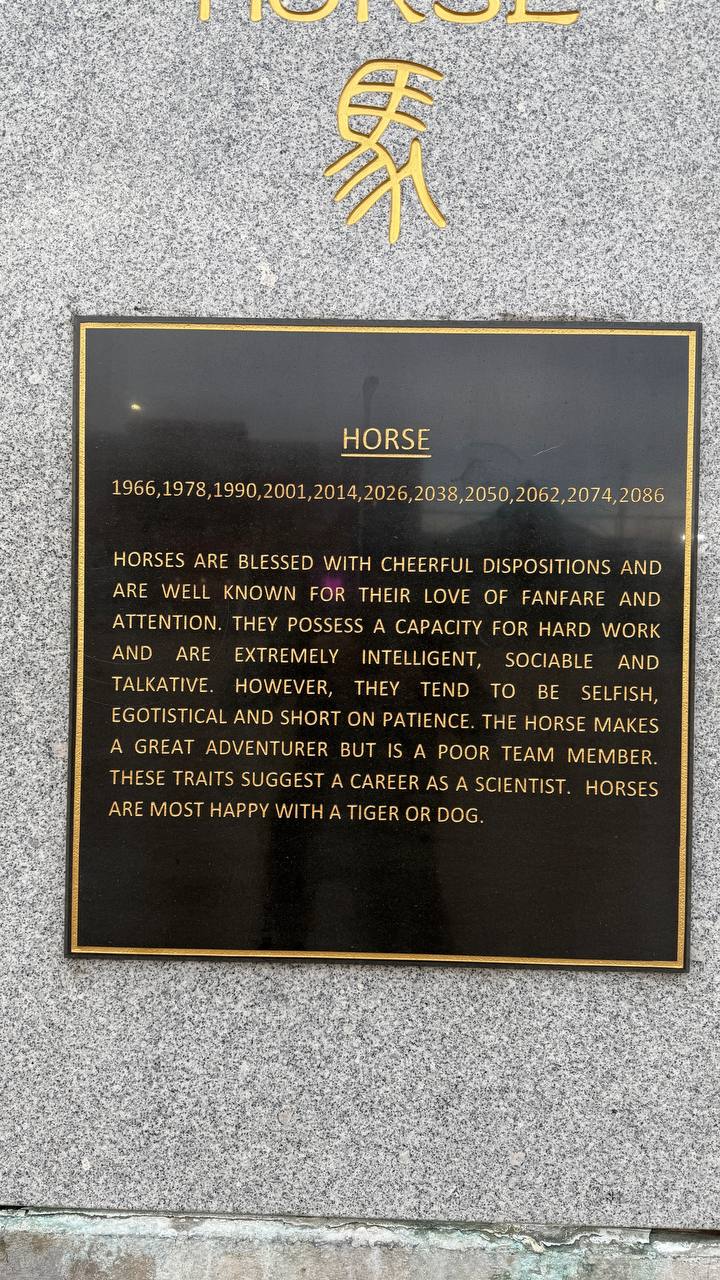 HORSE
馬
HORSE
1966,1978,1990,2001,2014,2026,2038,2050,2062,2074,2086
HORSES ARE BLESSED WITH CHEERFUL DISPOSITIONS AND
ARE WELL KNOWN FOR THEIR LOVE OF FANFARE AND
ATTENTION. THEY POSSESS A CAPACITY FOR HARD WORK
AND ARE EXTREMELY INTELLIGENT, SOCIABLE AND
TALKATIVE. HOWEVER, THEY TEND TO BE SELFISH,
EGOTISTICAL AND SHORT ON PATIENCE. THE HORSE MAKES
A GREAT ADVENTURER BUT IS A POOR TEAM MEMBER.
THESE TRAITS SUGGEST A CAREER AS A SCIENTIST. HORSES
ARE MOST HAPPY WITH A TIGER OR DOG.